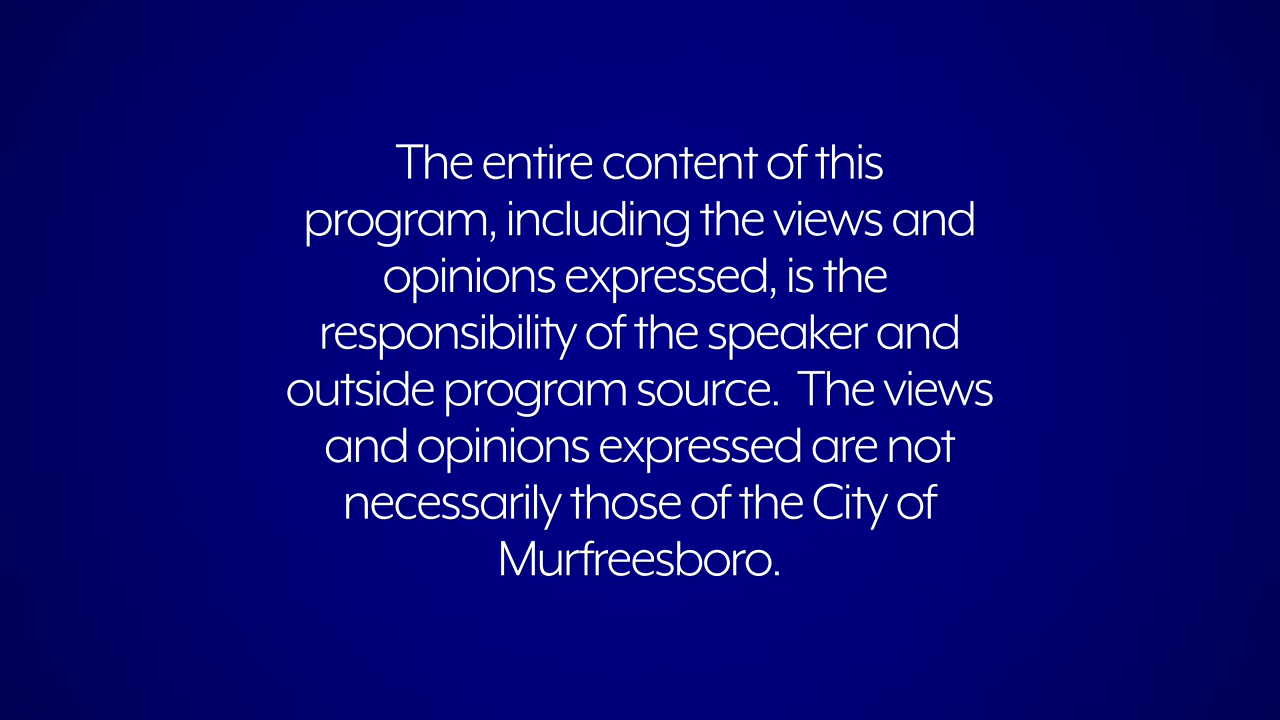 The entire content of this
program, including the views and
opinions expressed, is the
responsibility of the speaker and
outside program source.  The views
and opinions expressed are not
necessarily those of the City of
Murfreesboro.